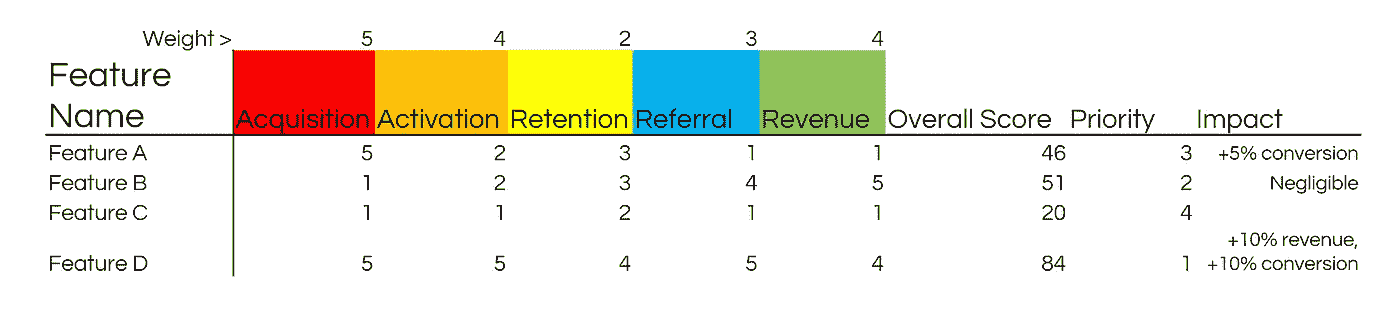 Weight > 5 4 2 3 4
Feature
Name Acquisition Activation Retention Referral Revenue Overall Score Priority Impact
Feature A 5 2 3 1 1 46 3 +5% conversion
Feature B 1 2 3 4 5 51 2 Negligible
Feature C 1 1 2 1 1 20 4
+10% revenue,
Feature D 5 5 4 5 4 84 1 +10% conversion